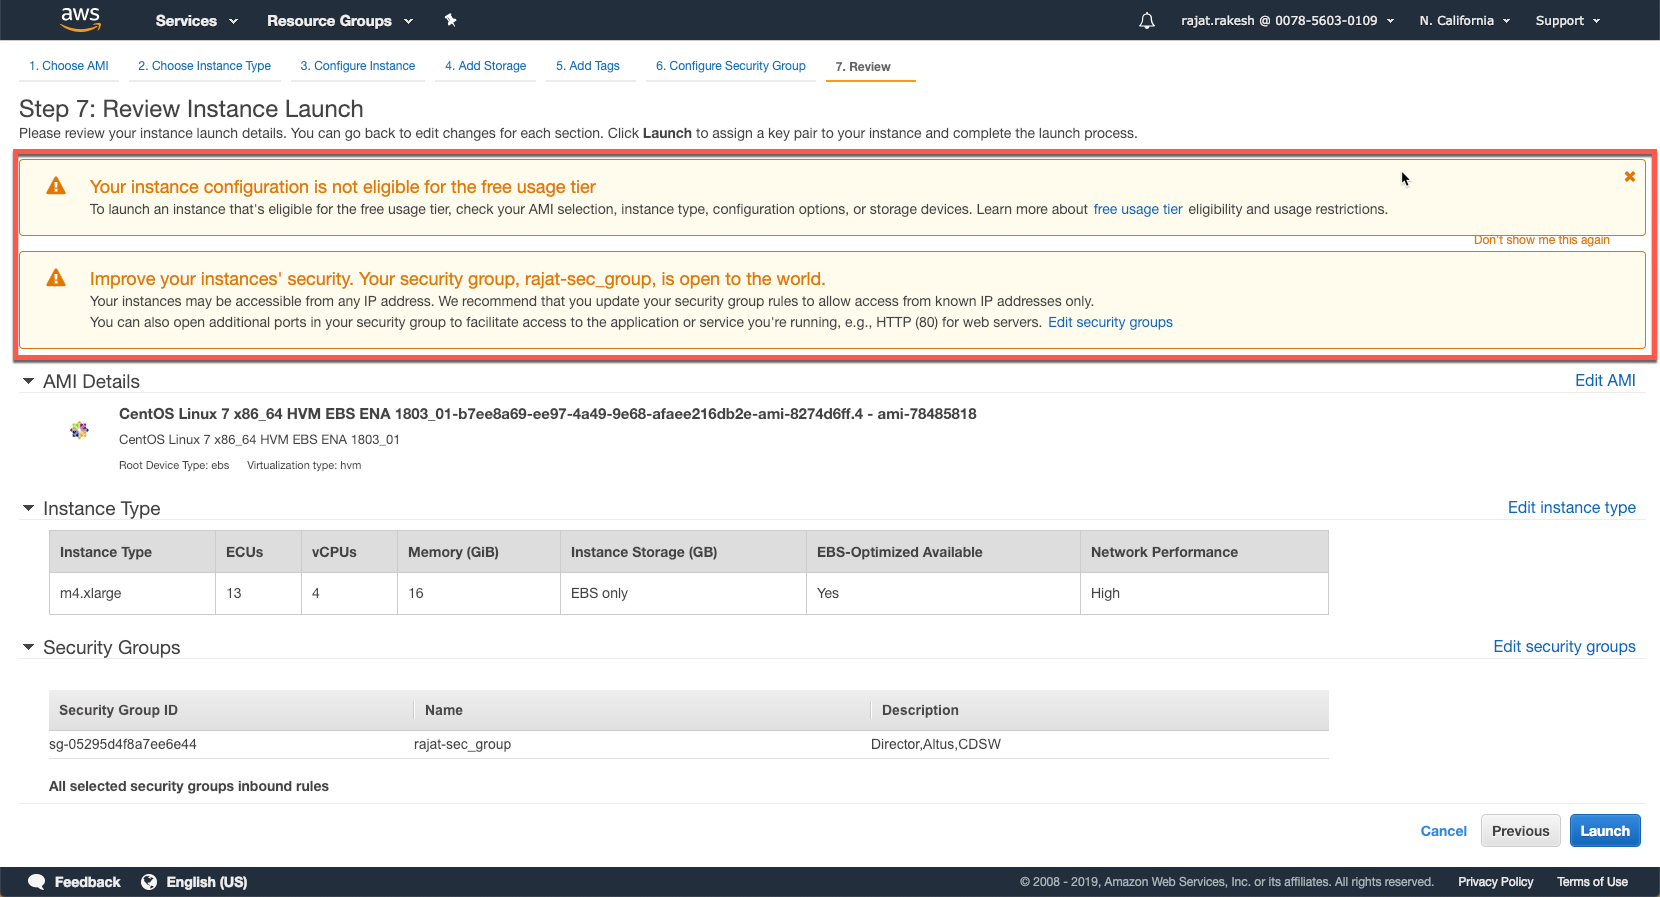 aws Services Resource Groups rajat.rakesh @ 0078-5603-0109 N. California Support
1. Choose AMI 2. Choose Instance Type 3. Configure Instance 4. Add Storage 5. Add Tags 6. Configure Security Group 7. Review
Step 7: Review Instance Launch
Please review your instance launch details. You can go back to edit changes for each section. Click Launch to assign a key pair to your instance and complete the launch process.
Your instance configuration is not eligible for the free usage tier
To launch an instance that's eligible for the free usage tier, check your AMI selection, instance type, configuration options, or storage devices. Learn more about free usage tier eligibility and usage restrictions.
Don't show me this again
Improve your instances' security. Your security group, rajat-sec_group, is open to the world.
Your instances may be accessible from any IP address. We recommend that you update your security group rules to allow access from known IP addresses only.
You can also open additional ports in your security group to facilitate access to the application or service you're running, e.g., HTTP (80) for web servers. Edit security groups
AMI Details Edit AMI
CentOS Linux 7 x86_64 HVM EBS ENA 1803_01-b7ee8a69-ee97-4a49-9e68-afaee216db2e-ami-8274d6ff.4 - ami-78485818
CentOS Linux 7 x86_64 HVM EBS ENA 1803_01
Root Device Type: ebs Virtualization type: hvm
Instance Type Edit instance type
Instance Type ECUs vCPUs Memory (GiB) Instance Storage (GB) EBS-Optimized Available Network Performance
m4.xlarge 13 4 16 EBS only Yes High
Security Groups Edit security groups
Security Group ID Name Description
sg-05295d4f8a7ee6e44 rajat-sec_group Director,Altus,CDSW
All selected security groups inbound rules
Cancel Previous Launch
Feedback English (US) © 2008 - 2019, Amazon Web Services, Inc. or its affiliates. All rights reserved. Privacy Policy Terms of Use